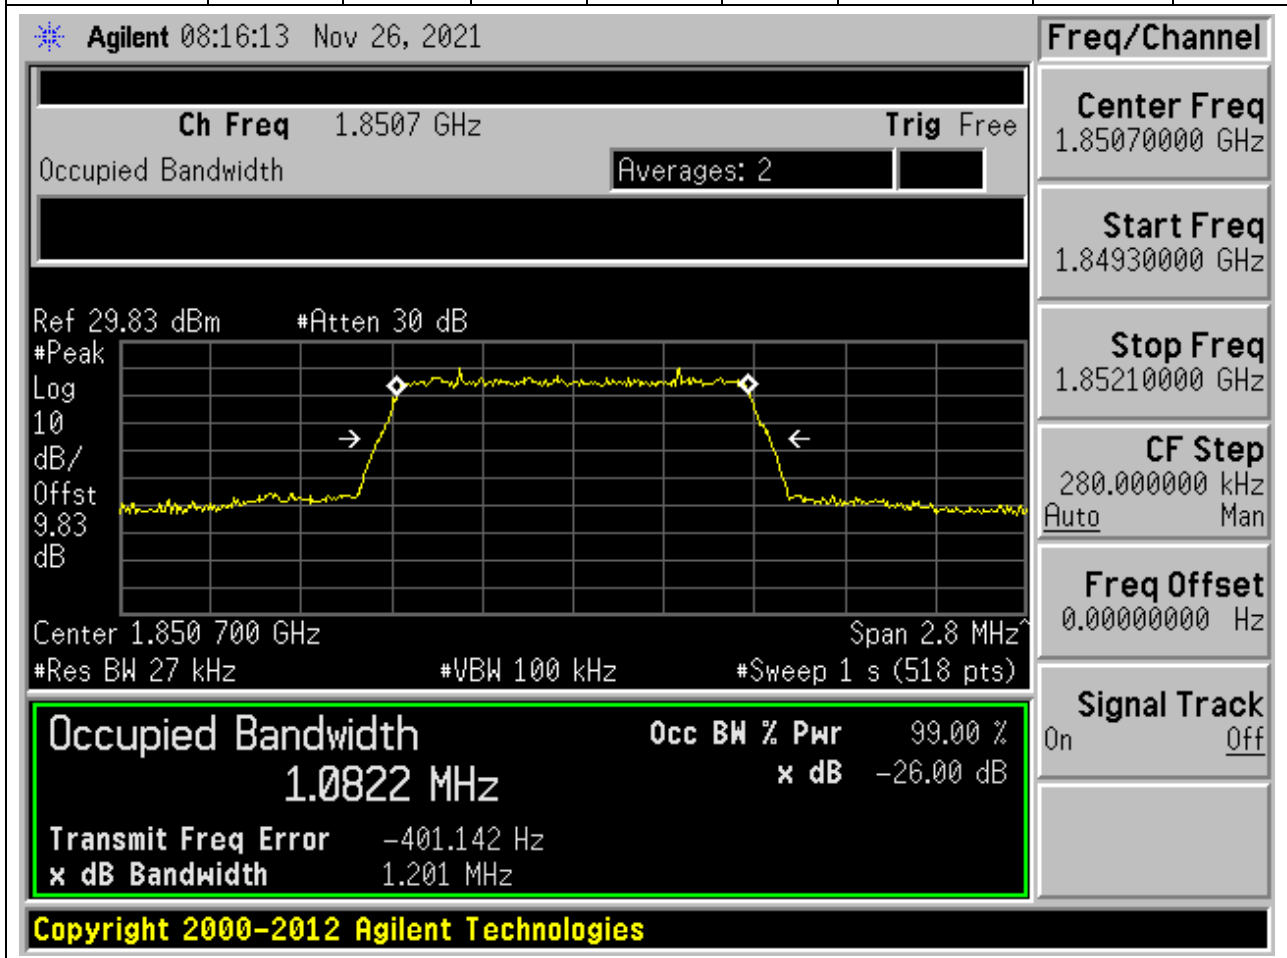 Agilent 08:16:13 Nov 26, 2021
Freq/Channel
Ch Freq 1.8507 GHz Trig Free
Occupied Bandwidth Averages: 2
Ref 29.83 dBm #Atten 30 dB
#Peak
Log
10
dB/
Offst
9.83
dB
Center 1.850 700 GHz Span 2.8 MHz^
#Res BW 27 kHz #VBW 100 kHz #Sweep 1 s (518 pts)
Occupied Bandwidth
1.0822 MHz
Occ BW % Pwr 99.00 %
x dB -26.00 dB
Transmit Freq Error -401.142 Hz
x dB Bandwidth 1.201 MHz
Center Freq
1.85070000 GHz
Start Freq
1.84930000 GHz
Stop Freq
1.85210000 GHz
CF Step
280.000000 kHz
Auto Man
Freq Offset
0.00000000 Hz
Signal Track
On Off
Copyright 2000-2012 Agilent Technologies